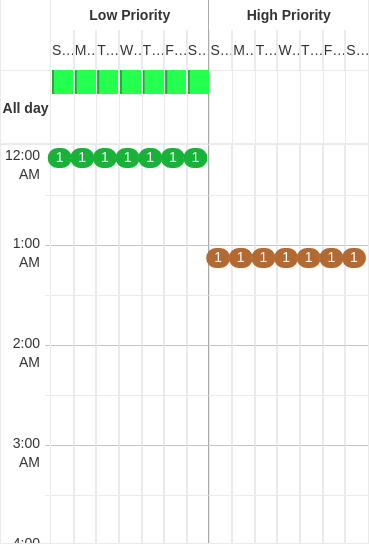 Low Priority High Priority
S... M... T... W... T... F... S... S... M... T... W... T... F... S...
All day
12:00 AM 1 1 1 1 1 1 1
1:00 AM 1 1 1 1 1 1 1
2:00 AM
3:00 AM
4:00